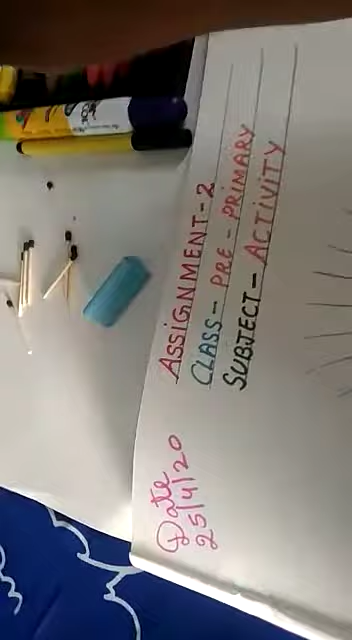 Date
25/4/20
ASSIGNMENT-2
CLASS- PRE-PRIMARY
SUBJECT- ACTIVITY